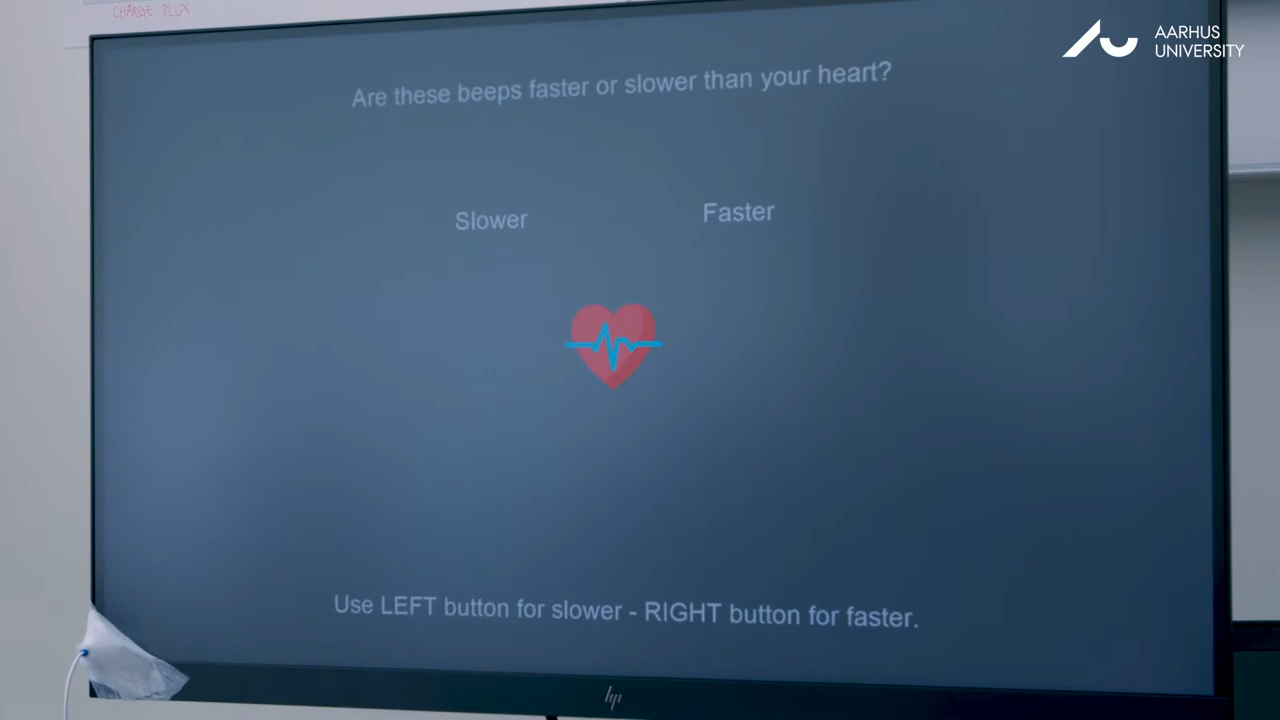 CHARGE PLUX
AARHUS
UNIVERSITY
Are these beeps faster or slower than your heart?
Slower Faster
Use LEFT button for slower - RIGHT button for faster.
hp